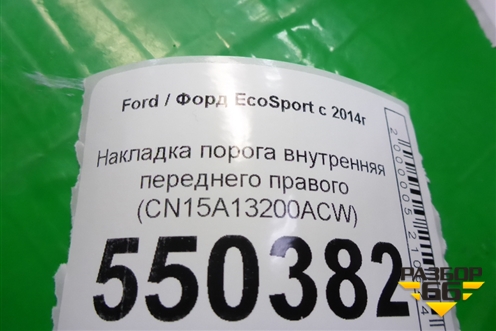 Ford / Форд EcoSport с 2014г
Накладка порога внутренняя
переднего правого
(CN15A13200ACW)
550382
РАЗБОР
66